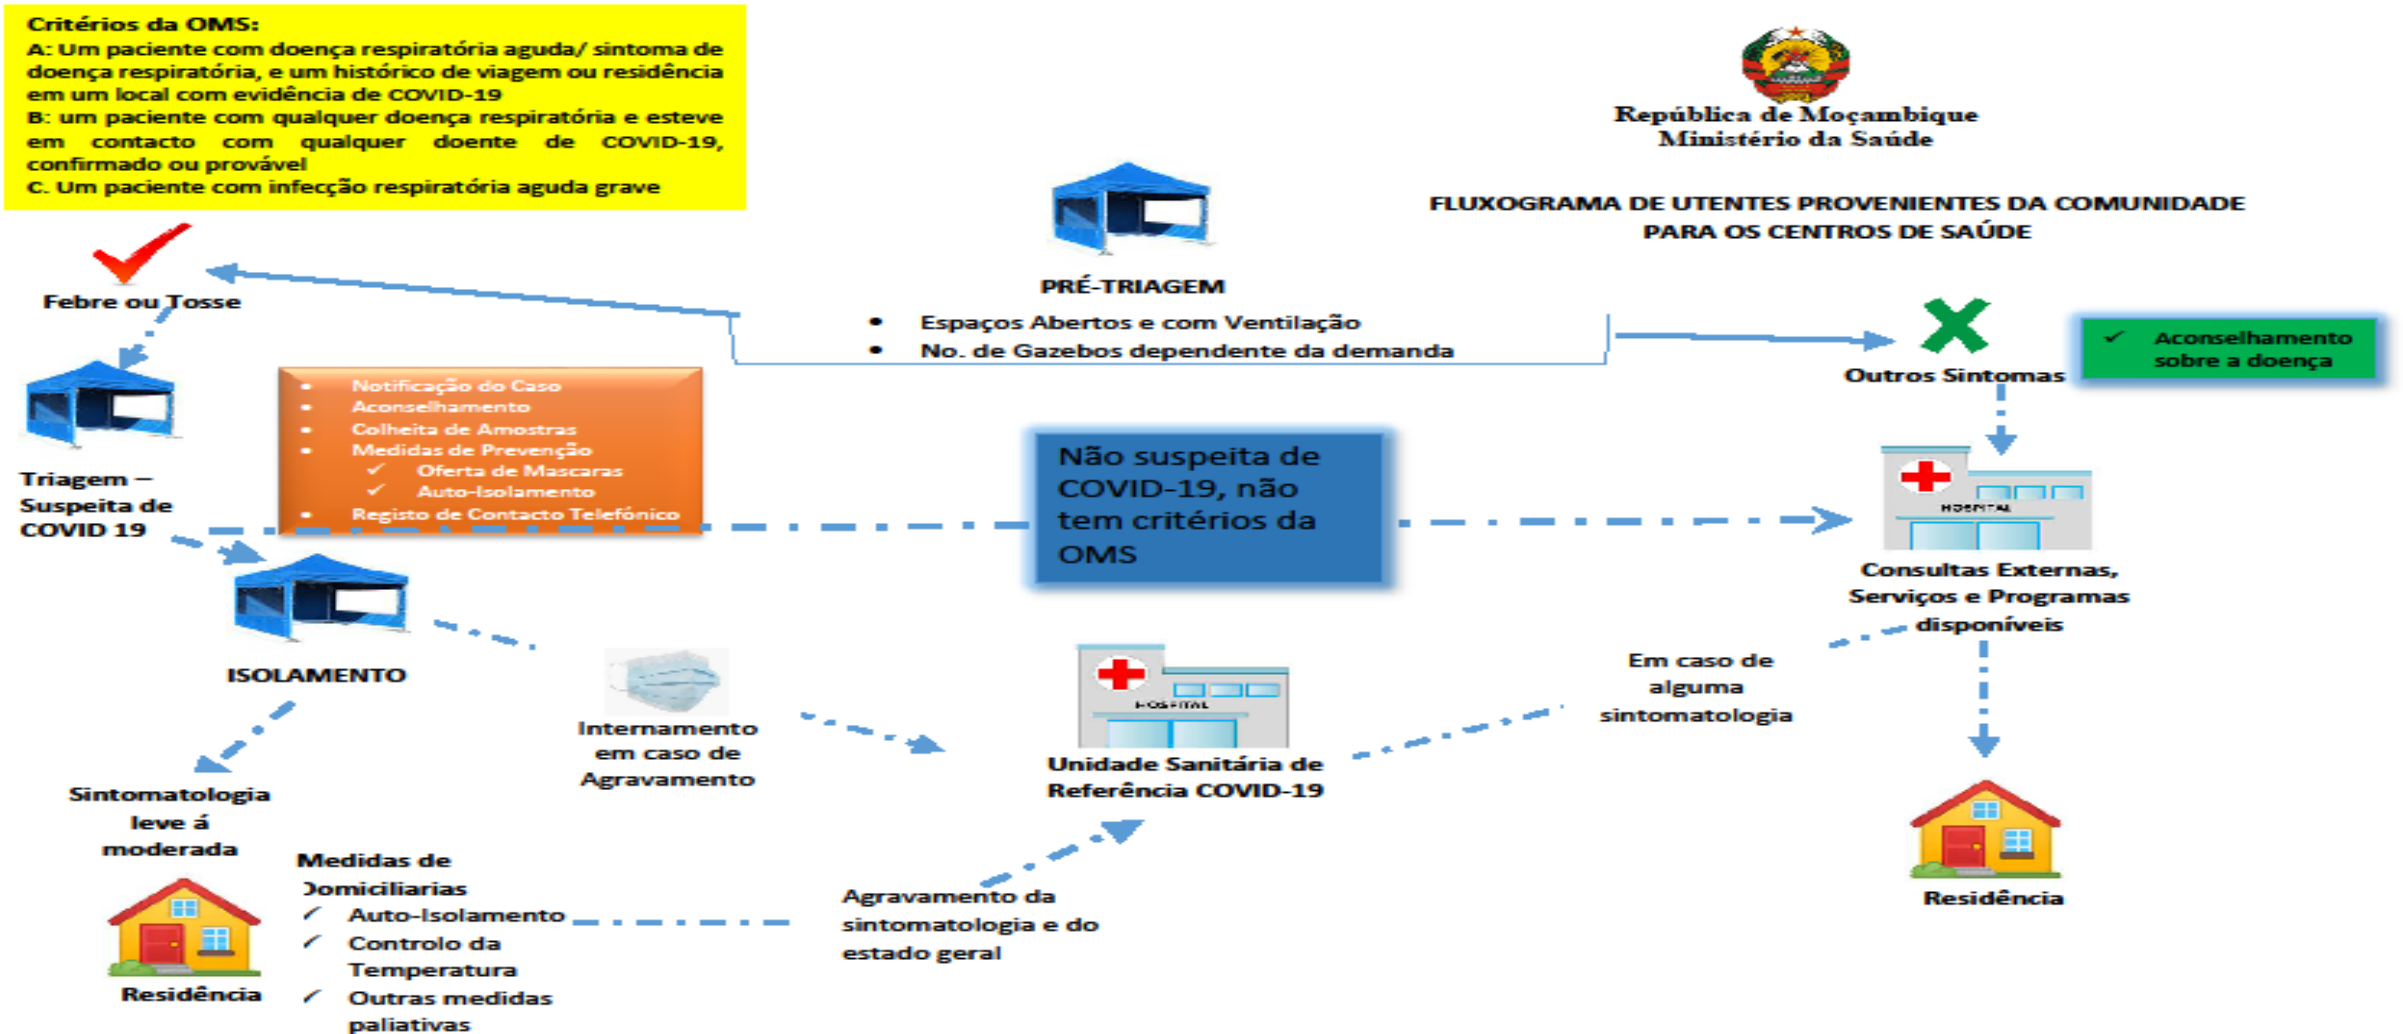 Critérios da OMS:
A: Um paciente com doença respiratória aguda/ sintoma de
doença respiratória, e um histórico de viagem ou residência
em um local com evidência de COVID-19
B: um paciente com qualquer doença respiratória e esteve
em contacto com qualquer doente de COVID-19,
confirmado ou provável
C. Um paciente com infecção respiratória aguda grave
República de Moçambique
Ministério da Saúde
FLUXOGRAMA DE UTENTES PROVENIENTES DA COMUNIDADE
PARA OS CENTROS DE SAÚDE
PRÉ-TRIAGEM
• Espaços Abertos e com Ventilação
• No. de Gazebos dependente da demanda
Febre ou Tosse
Outros Sintomas
✓ Aconselhamento
sobre a doença
• Notificação do Caso
• Aconselhamento
• Colheita de Amostras
• Medidas de Prevenção
✓ Oferta de Mascaras
✓ Auto-Isolamento
• Registo de Contacto Telefónico
Triagem –
Suspeita de
COVID 19
Não suspeita de
COVID-19, não
tem critérios da
OMS
HOSPITAL
Consultas Externas,
Serviços e Programas
disponíveis
ISOLAMENTO
Internamento
em caso de
Agravamento
HOSPITAL
Unidade Sanitária de
Referência COVID-19
Em caso de
alguma
sintomatologia
Sintomatologia
leve á
moderada
Residência
Medidas de
Domiciliarias
✓ Auto-Isolamento
✓ Controlo da
Temperatura
✓ Outras medidas
paliativas
Agravamento da
sintomatologia e do
estado geral
Residência